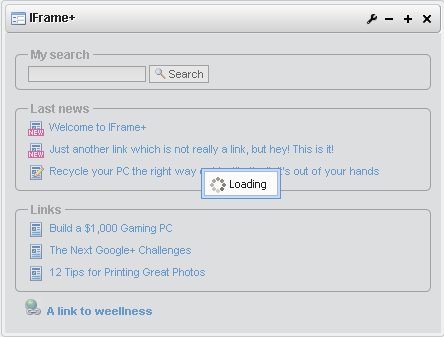 IFrame+
My search
Search
Last news
Welcome to IFrame+
Just another link which is not really a link, but hey! This is it!
Recycle your PC the right way out of your hands
Loading
Links
Build a $1,000 Gaming PC
The Next Google+ Challenges
12 Tips for Printing Great Photos
A link to weellness